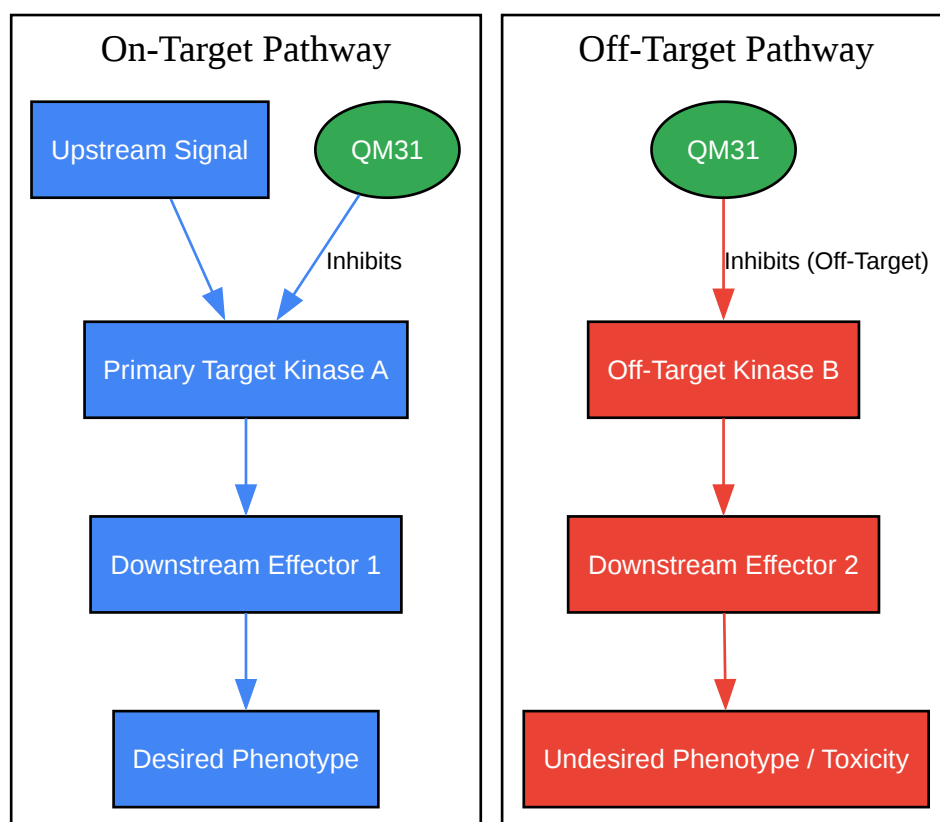 On-Target Pathway
Upstream Signal
QM31
Inhibits
Primary Target Kinase A
Downstream Effector 1
Desired Phenotype
Off-Target Pathway
QM31
Inhibits (Off-Target)
Off-Target Kinase B
Downstream Effector 2
Undesired Phenotype / Toxicity